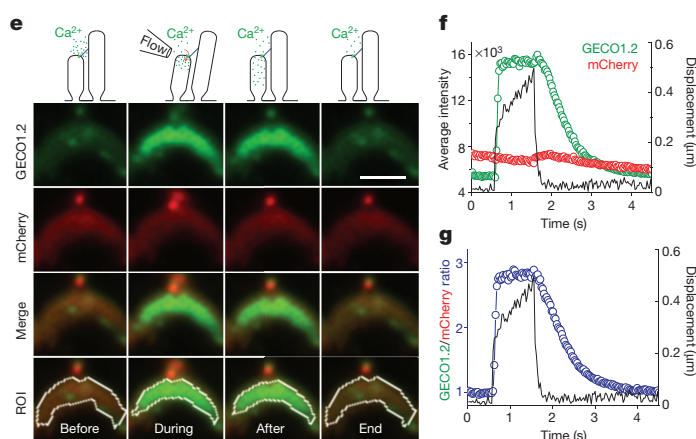 e
Ca2+ Flow Ca2+ Ca2+ Ca2+
GECO1.2
mCherry
Merge
ROI
Before During After End
f
×10³
GECO1.2
mCherry
Average intensity
16
12
8
4
Displacement (μm)
0.6
0.4
0.2
0
0 1 2 3 4
Time (s)
g
GECO1.2/mCherry ratio
3
2
1
Displacement (μm)
0.6
0.4
0.2
0
0 1 2 3 4
Time (s)